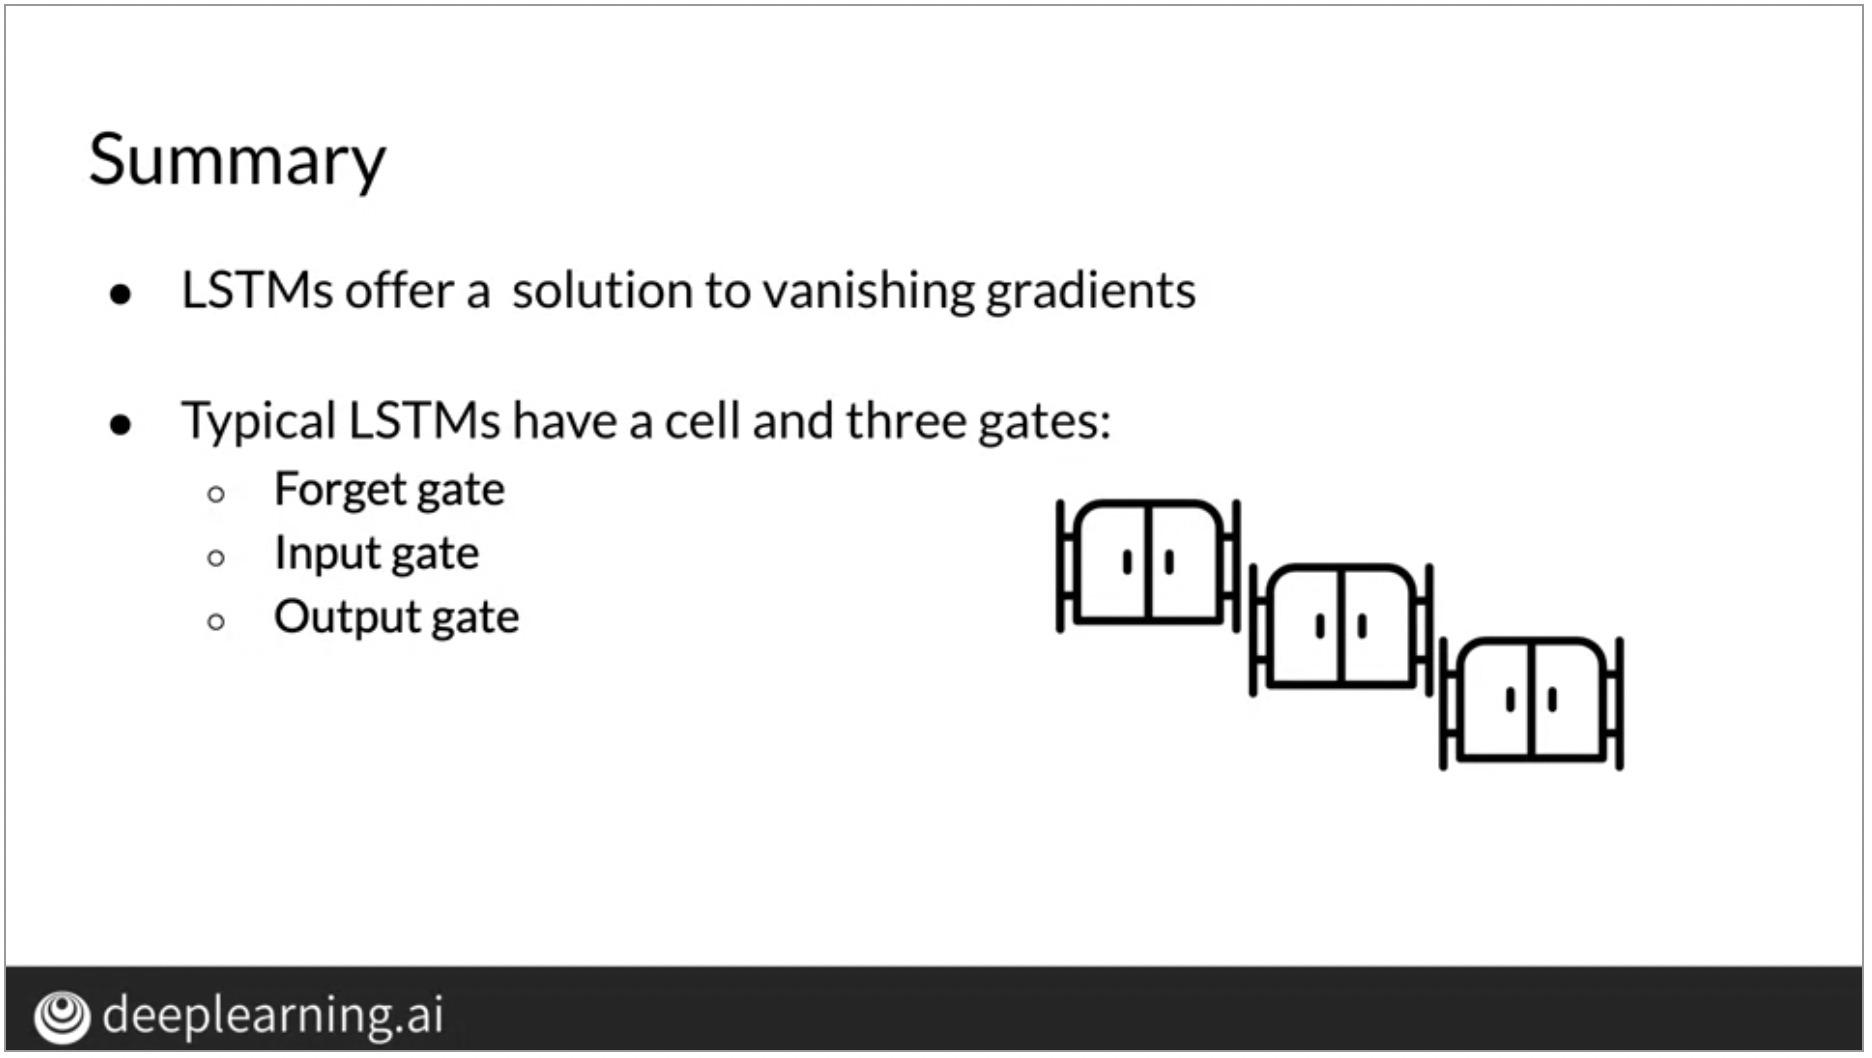 Summary
● LSTMs offer a solution to vanishing gradients
● Typical LSTMs have a cell and three gates:
○ Forget gate
○ Input gate
○ Output gate
deeplearning.ai